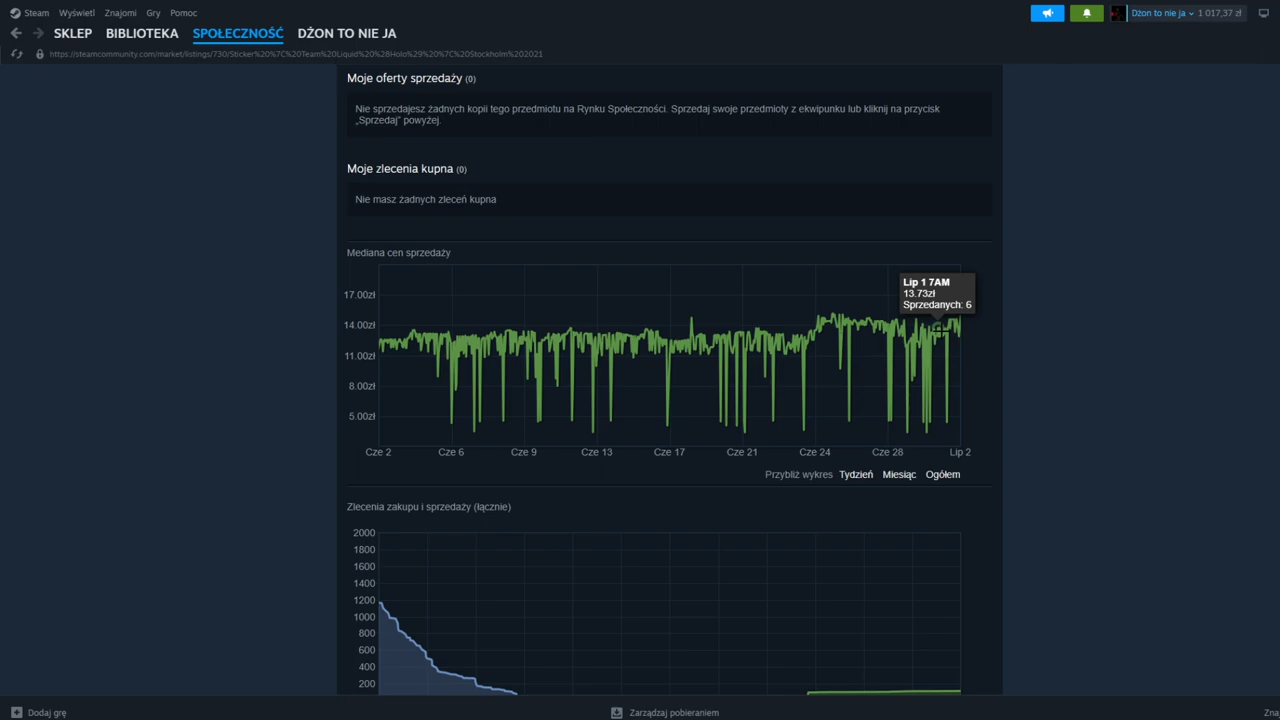 Steam Wyświetl Znajomi Gry Pomoc
Dżon to nie ja 1 017,37 zł
SKLEP BIBLIOTEKA SPOŁECZNOŚĆ DŻON TO NIE JA
https://steamcommunity.com/market/listings/730/Sticker%20%7C%20Team%20Liquid%20%28Holo%29%20%7C%20Stockholm%202021
Moje oferty sprzedaży (0)
Nie sprzedajesz żadnych kopii tego przedmiotu na Rynku Społeczności. Sprzedaj swoje przedmioty z ekwipunku lub kliknij na przycisk
„Sprzedaj” powyżej.
Moje zlecenia kupna (0)
Nie masz żadnych zleceń kupna
Mediana cen sprzedaży
Lip 1 7AM
13.73zł
Sprzedanych: 6
17.00zł
14.00zł
11.00zł
8.00zł
5.00zł
Cze 2 Cze 6 Cze 9 Cze 13 Cze 17 Cze 21 Cze 24 Cze 28 Lip 2
Przybliż wykres Tydzień Miesiąc Ogółem
Zlecenia zakupu i sprzedaży (łącznie)
2000
1800
1600
1400
1200
1000
800
600
400
200
Dodaj grę Zarządzaj pobieraniem Zna